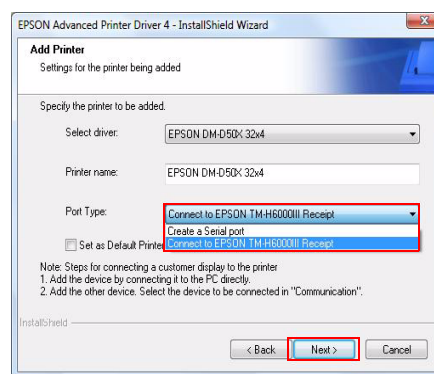 EPSON Advanced Printer Driver 4 - InstallShield Wizard
Add Printer
Settings for the printer being added
Specify the printer to be added.
Select driver: EPSON DM-D50X 32x4
Printer name: EPSON DM-D50X 32x4
Port Type: Connect to EPSON TM-H6000III Receipt
Create a Serial port
Set as Default Printer Connect to EPSON TM-H6000III Receipt
Note: Steps for connecting a customer display to the printer
1. Add the device by connecting it to the PC directly.
2. Add the other device. Select the device to be connected in "Communication".
InstallShield
< Back Next > Cancel